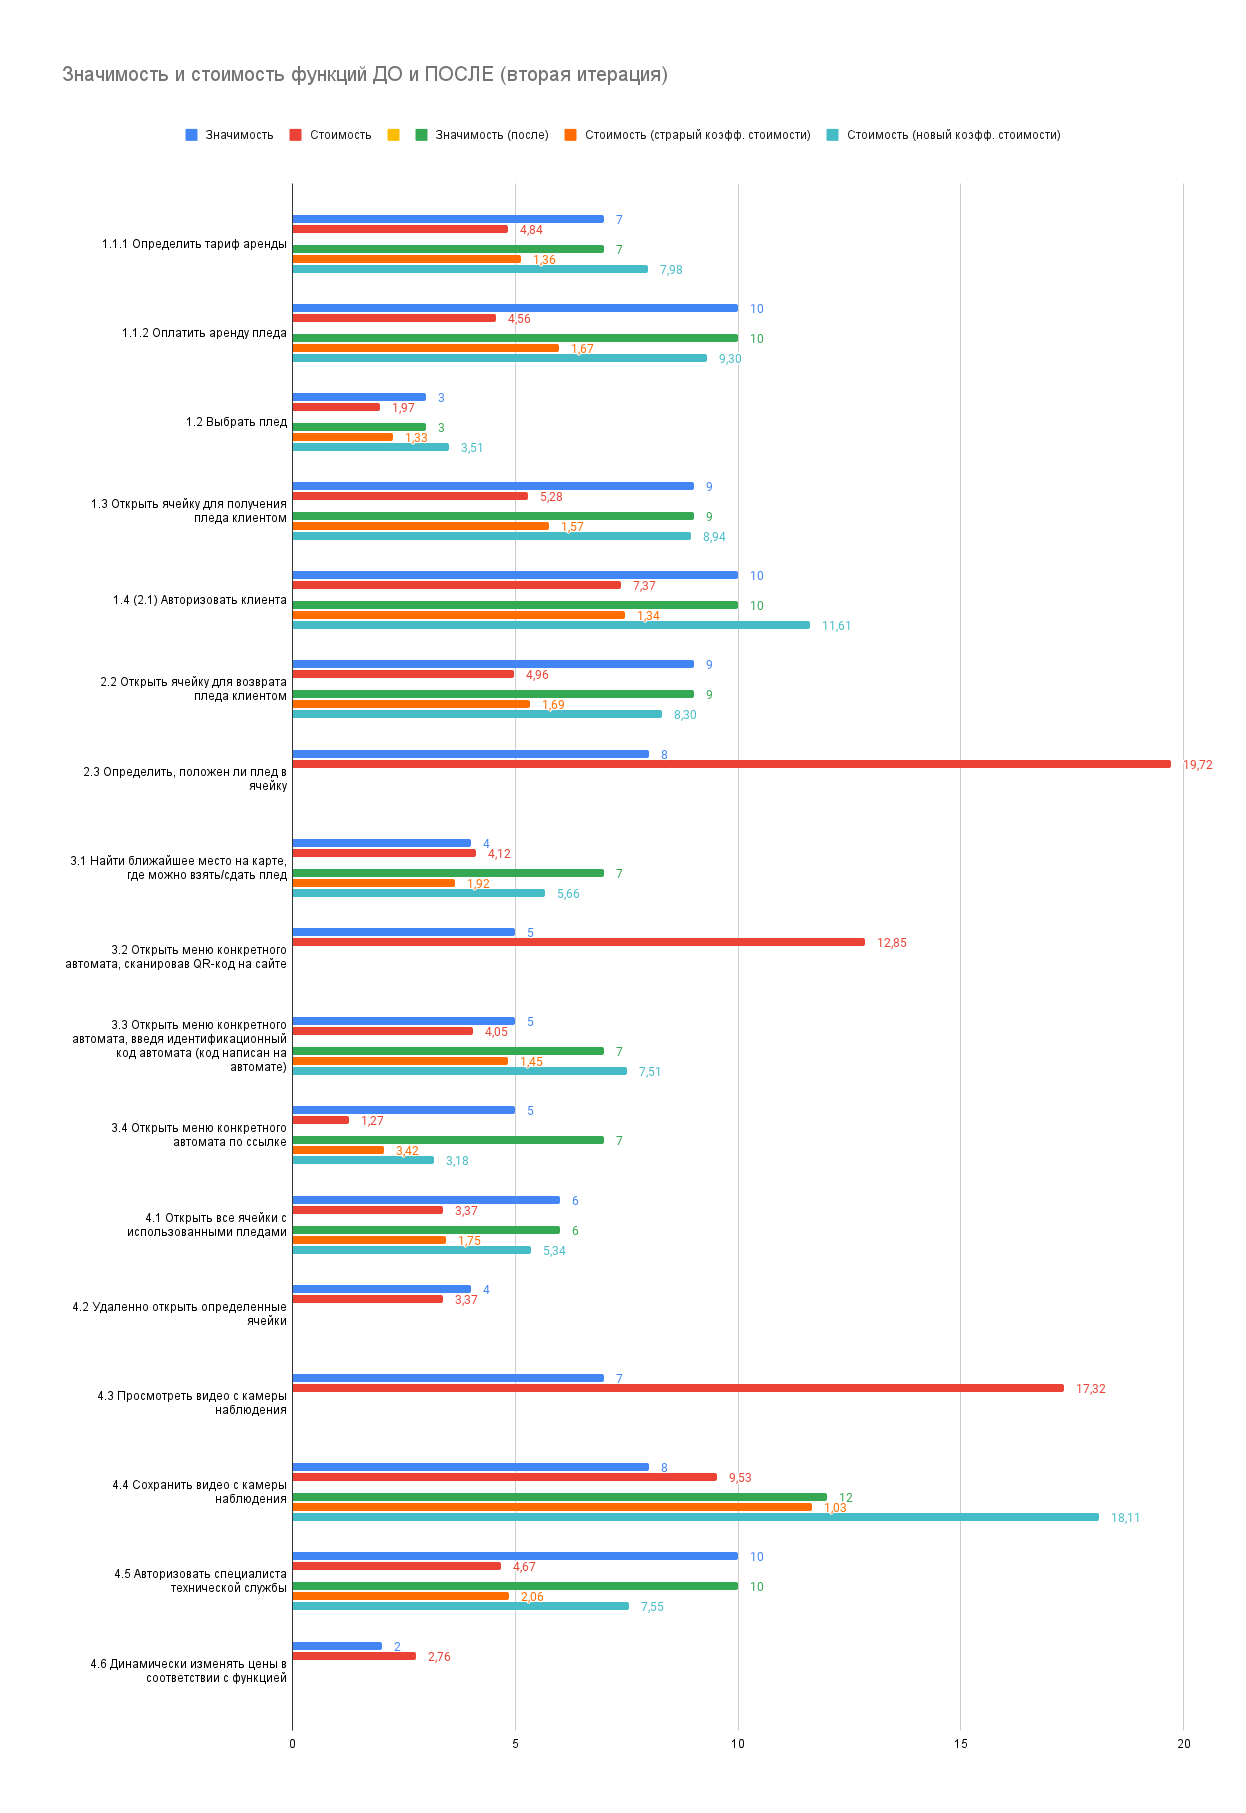 Значимость и стоимость функций ДО и ПОСЛЕ (вторая итерация)
Значимость
Стоимость
Значимость (после)
Стоимость (страрый коэфф. стоимости)
Стоимость (новый коэфф. стоимости)
1.1.1 Определить тариф аренды
7
4,84
7
1,36
7,98
1.1.2 Оплатить аренду пледа
10
4,56
10
1,67
9,30
1.2 Выбрать плед
3
1,97
3
1,33
3,51
1.3 Открыть ячейку для получения
пледа клиентом
9
5,28
9
1,57
8,94
1.4 (2.1) Авторизовать клиента
10
7,37
10
1,34
11,61
2.2 Открыть ячейку для возврата
пледа клиентом
9
4,96
9
1,69
8,30
2.3 Определить, положен ли плед в
ячейку
8
19,72
3.1 Найти ближайшее место на карте,
где можно взять/сдать плед
4
4,12
7
1,92
5,66
3.2 Открыть меню конкретного
автомата, сканировав QR-код на сайте
5
12,85
3.3 Открыть меню конкретного
автомата, введя идентификационный
код автомата (код написан на
автомате)
5
4,05
7
1,45
7,51
3.4 Открыть меню конкретного
автомата по ссылке
5
1,27
7
3,42
3,18
4.1 Открыть все ячейки с
использованными пледами
6
3,37
6
1,75
5,34
4.2 Удаленно открыть определенные
ячейки
4
3,37
4.3 Просмотреть видео с камеры
наблюдения
7
17,32
4.4 Сохранить видео с камеры
наблюдения
8
9,53
12
1,03
18,11
4.5 Авторизовать специалиста
технической службы
10
4,67
10
2,06
7,55
4.6 Динамически изменять цены в
соответствии с функцией
2
2,76
0
5
10
15
20